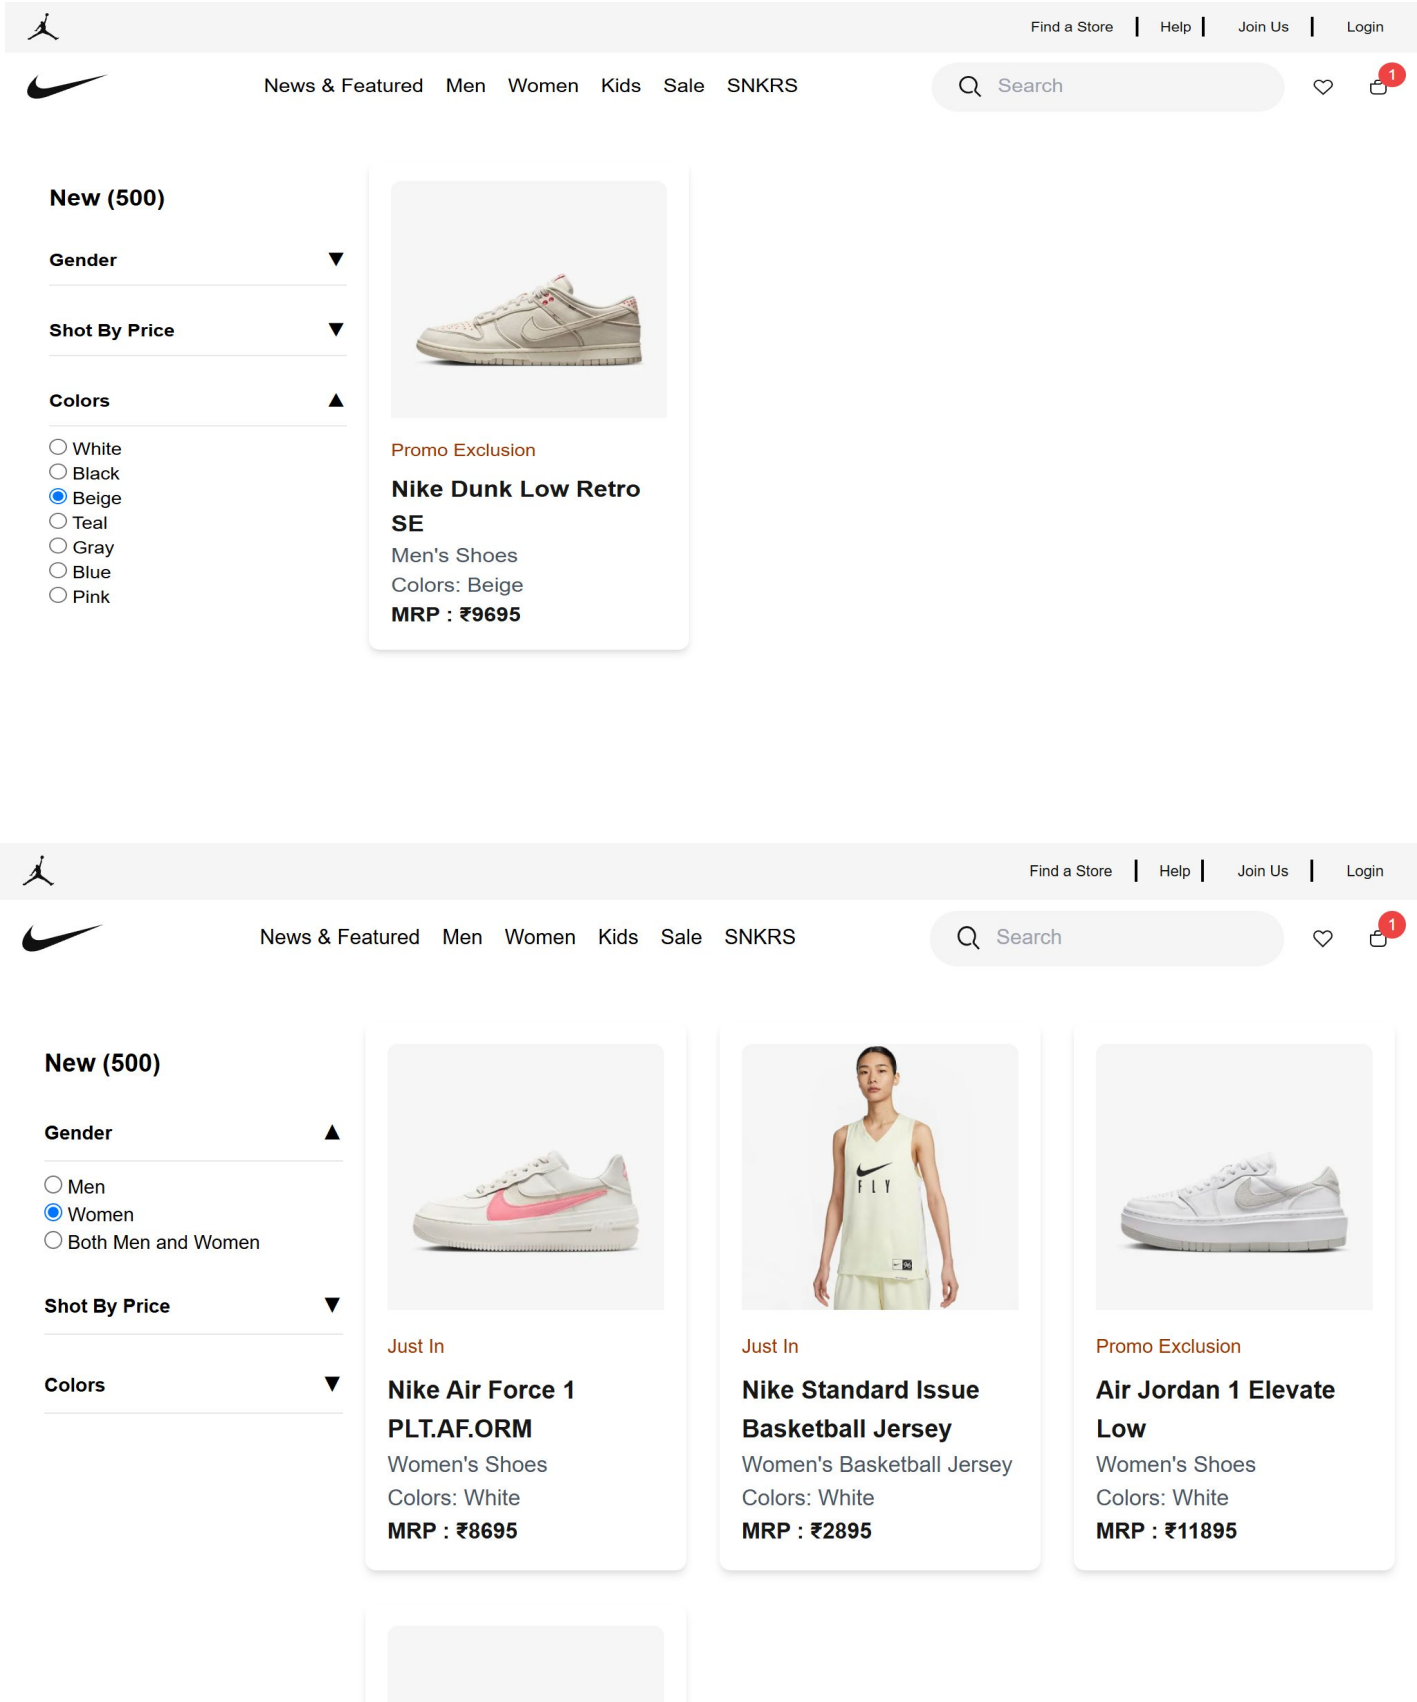 Find a Store Help Join Us Login
News & Featured Men Women Kids Sale SNKRS Search 1
New (500)
Gender ▼
Shot By Price ▼
Colors ▲
White
Black
Beige
Teal
Gray
Blue
Pink
Promo Exclusion
Nike Dunk Low Retro
SE
Men's Shoes
Colors: Beige
MRP : ₹9695
Find a Store Help Join Us Login
News & Featured Men Women Kids Sale SNKRS Search 1
New (500)
Gender ▲
Men
Women
Both Men and Women
Shot By Price ▼
Colors ▼
Just In
Nike Air Force 1
PLT.AF.ORM
Women's Shoes
Colors: White
MRP : ₹8695
FLY
96
Just In
Nike Standard Issue
Basketball Jersey
Women's Basketball Jersey
Colors: White
MRP : ₹2895
Promo Exclusion
Air Jordan 1 Elevate
Low
Women's Shoes
Colors: White
MRP : ₹11895